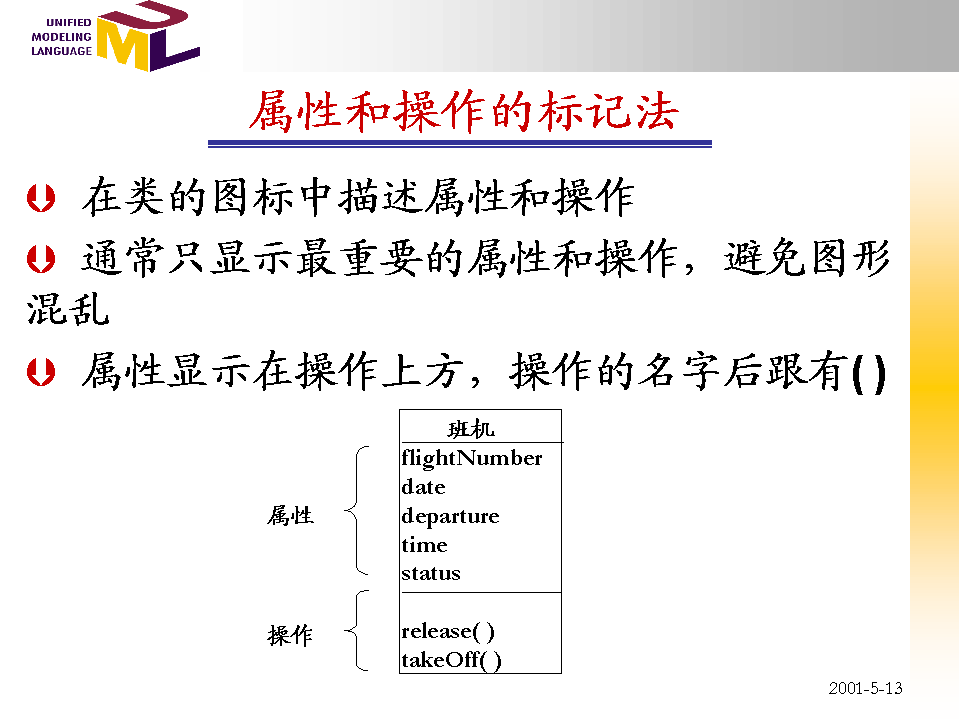 UNIFIED
MODELING
LANGUAGE
UML
属性和操作的标记法
在类的图标中描述属性和操作
通常只显示最重要的属性和操作，避免图形
混乱
属性显示在操作上方，操作的名字后跟有( )
班机
flightNumber
date
属性
departure
time
status
操作
release( )
takeOff( )
2001-5-13